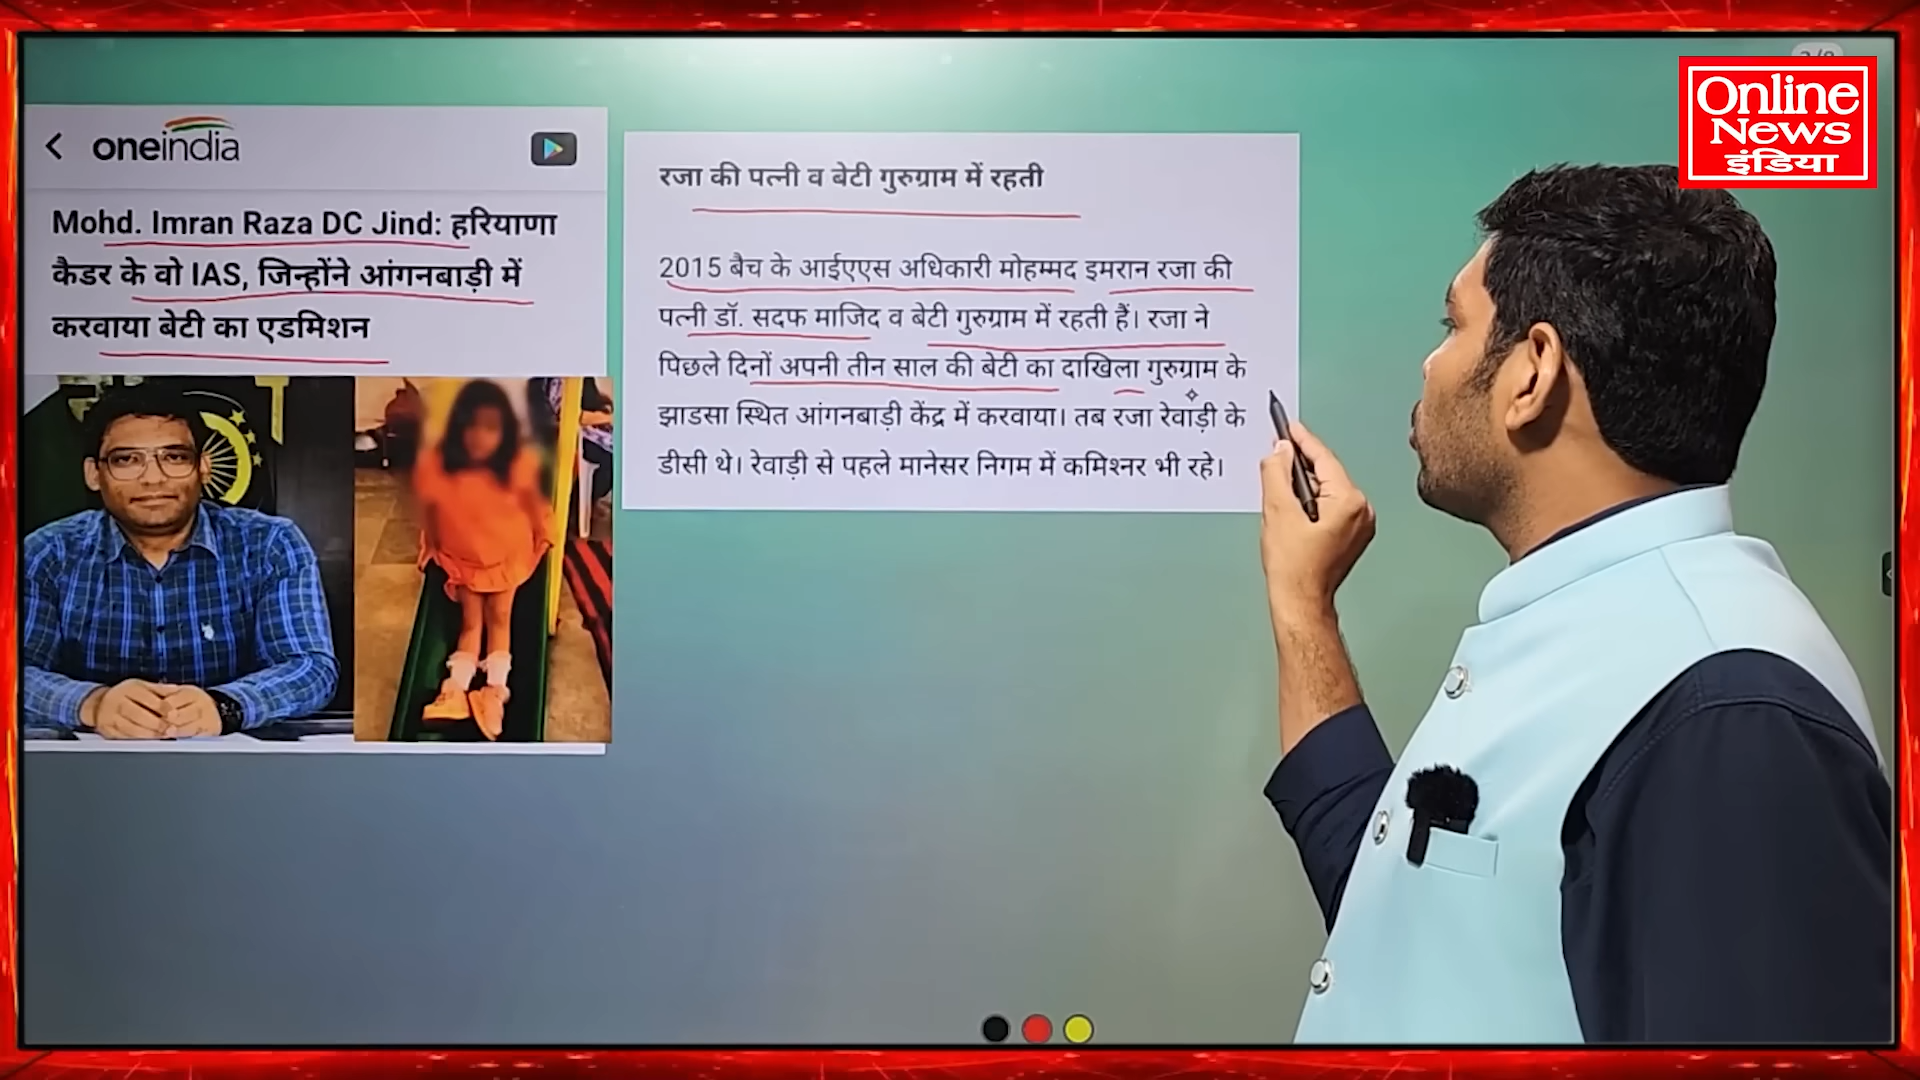 Online
News
इंडिया
oneindia
Mohd. Imran Raza DC Jind: हरियाणा
कैडर के वो IAS, जिन्होंने आंगनबाड़ी में
करवाया बेटी का एडमिशन
रजा की पत्नी व बेटी गुरुग्राम में रहती
2015 बैच के आईएएस अधिकारी मोहम्मद इमरान रजा की
पत्नी डॉ. सदफ माजिद व बेटी गुरुग्राम में रहती हैं। रजा ने
पिछले दिनों अपनी तीन साल की बेटी का दाखिला गुरुग्राम के
झाडसा स्थित आंगनबाड़ी केंद्र में करवाया। तब रजा रेवाड़ी के
डीसी थे। रेवाड़ी से पहले मानेसर निगम में कमिश्नर भी रहे।